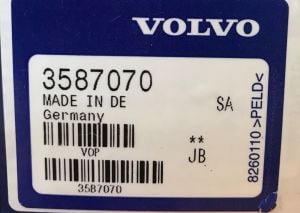 VOLVO
3587070
MADE IN DE
Germany
SA
**
VOP
JB
3587070
8260110 >PELD<